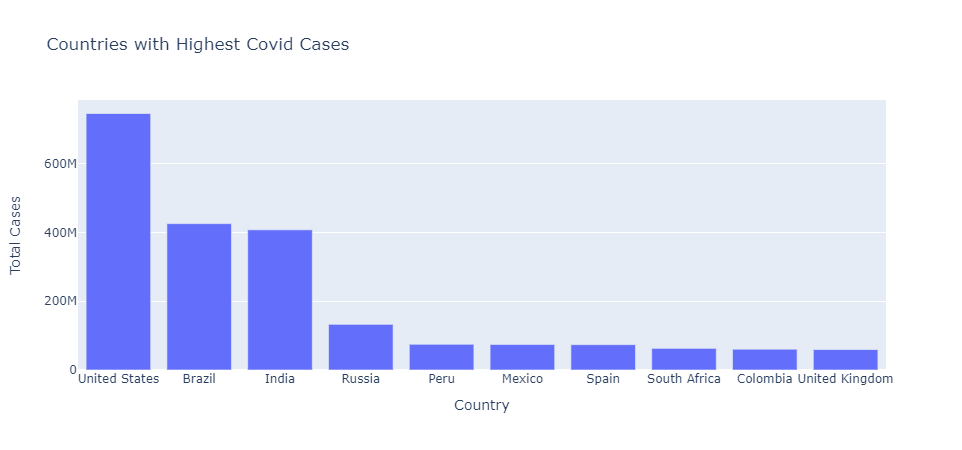 Countries with Highest Covid Cases
Total Cases
600M
400M
200M
0
United States Brazil India Russia Peru Mexico Spain South Africa Colombia United Kingdom
Country